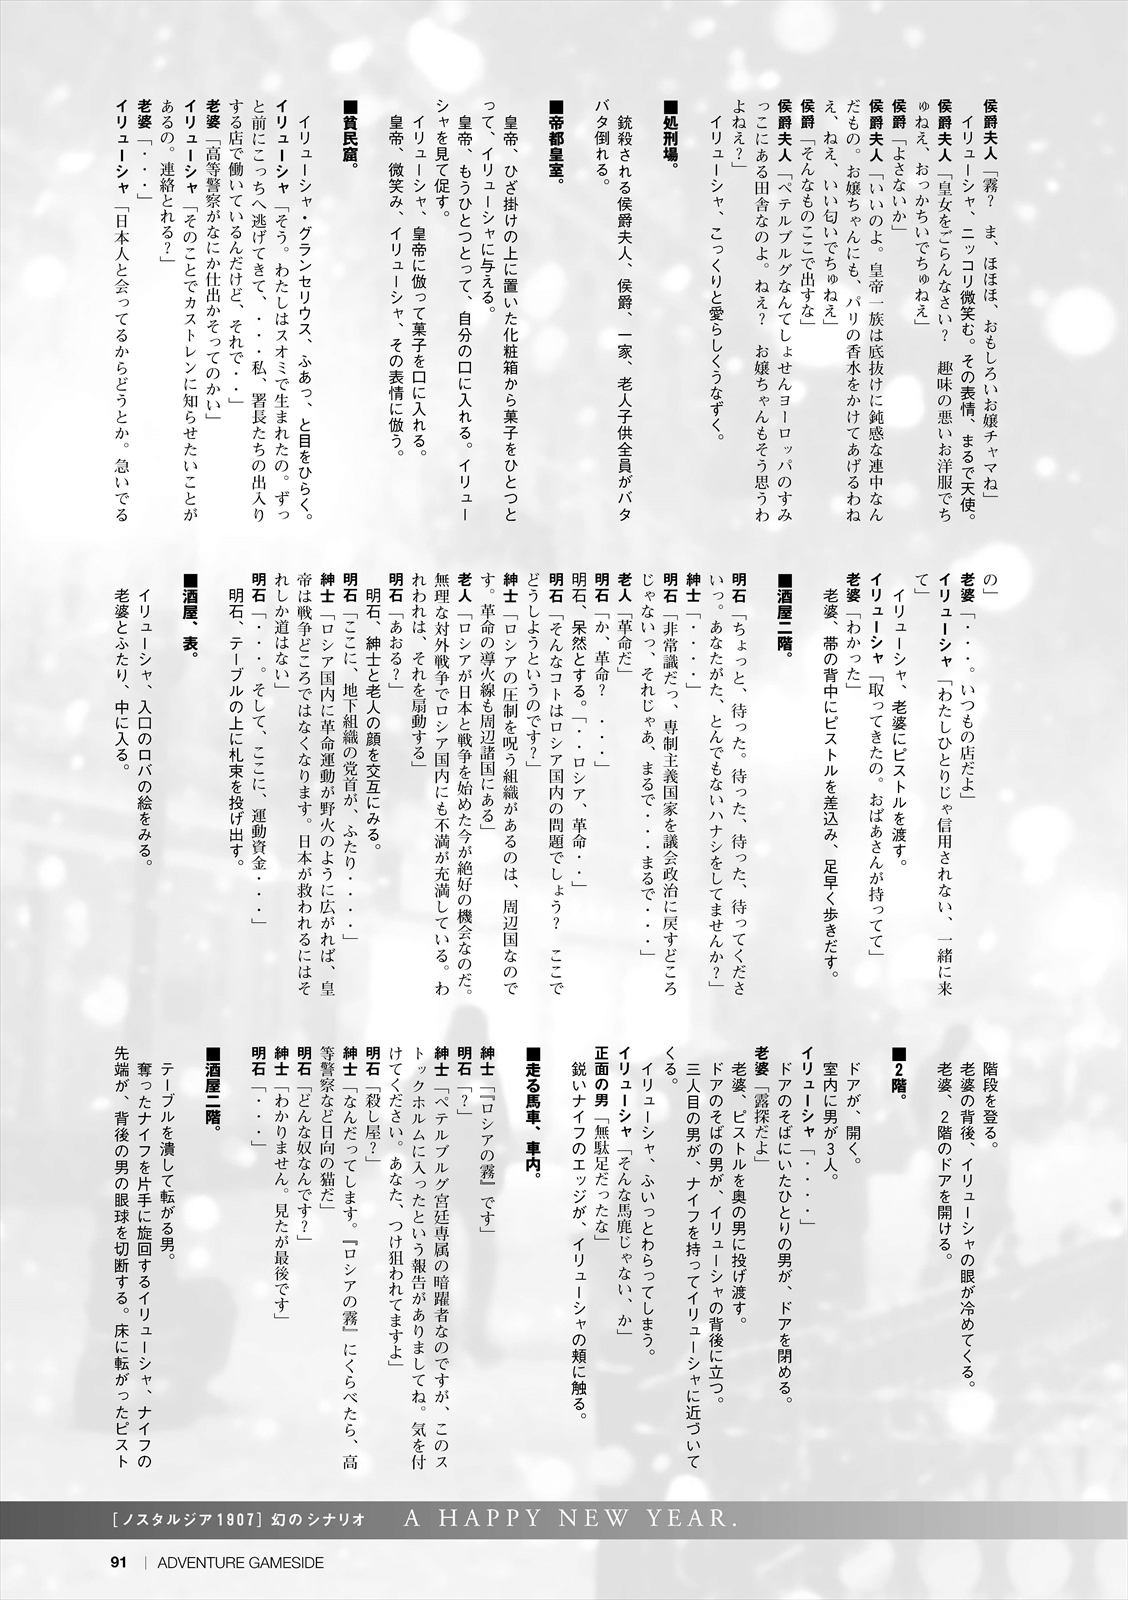 侯爵夫人「霧？　ま、ほほほ、おもしろいお嬢チャマね」
イリューシャ、ニッコリ微笑む。その表情、まるで天使。
侯爵夫人「皇女をごらんなさい？　趣味の悪いお洋服でち
ゅねえ、おっかちいでちゅねえ」
侯爵「よさないか」
侯爵夫人「いいのよ。皇帝一族は底抜けに鈍感な連中なん
だもの。お嬢ちゃんにも、パリの香水をかけてあげるわね
え、ねえ、いい匂いでちゅねえ」
侯爵「そんなものここで出すな」
侯爵夫人「ペテルブルグなんてしょせんヨーロッパのすみ
っこにある田舎なのよ。ねえ？　お嬢ちゃんもそう思うわ
よねえ？」
イリューシャ、こっくりと愛らしくうなずく。
■処刑場。
銃殺される侯爵夫人、侯爵、一家、老人子供全員がバタ
バタ倒れる。
■帝都皇室。
皇帝、ひざ掛けの上に置いた化粧箱から菓子をひとつと
って、イリューシャに与える。
皇帝、もうひとつとって、自分の口に入れる。イリュー
シャを見て促す。
イリューシャ、皇帝に倣って菓子を口に入れる。
皇帝、微笑み、イリューシャ、その表情に倣う。
■貧民窟。
イリューシャ・グランセリウス、ふあっ、と目をひらく。
イリューシャ「そう。わたしはスオミで生まれたの。ずっ
と前にこっちへ逃げてきて、・・・私、署長たちの出入り
する店で働いているんだけど、それで・・」
老婆「高等警察がなにか仕出かそってのかい」
イリューシャ「そのことでカストレンに知らせたいことが
あるの。連絡とれる？」
老婆「・・・」
イリューシャ「日本人と会ってるからどうとか。急いでる
の」
老婆「・・・。いつもの店だよ」
イリューシャ「わたしひとりじゃ信用されない、一緒に来
て」
イリューシャ、老婆にピストルを渡す。
イリューシャ「取ってきたの。おばあさんが持ってて」
老婆「わかった」
老婆、帯の背中にピストルを差込み、足早く歩きだす。
■酒屋二階。
明石「ちょっと、待った。待った、待った、待ってくださ
いっ。あなたがた、とんでもないハナシをしてませんか？」
紳士「・・・・」
明石「非常識だっ、専制主義国家を議会政治に戻すどころ
じゃないっ、それじゃあ、まるで・・・まるで・・・」
老人「革命だ」
明石「か、革命？　・・・・」
明石、呆然とする。「・・ロシア、革命・・」
明石「そんなコトはロシア国内の問題でしょう？　ここで
どうしようというのです？」
紳士「ロシアの圧制を呪う組織があるのは、周辺国なので
す。革命の導火線も周辺諸国にある」
老人「ロシアが日本と戦争を始めた今が絶好の機会なのだ。
無理な対外戦争でロシア国内にも不満が充満している。わ
れわれは、それを扇動する」
明石「あおる？」
明石、紳士と老人の顔を交互にみる。
明石「ここに、地下組織の党首が、ふたり・・・・」
紳士「ロシア国内に革命運動が野火のように広がれば、皇
帝は戦争どころではなくなります。日本が救われるにはそ
れしか道はない」
明石「・・・・。そして、ここに、運動資金・・・」
明石、テーブルの上に札束を投げ出す。
■酒屋、表。
イリューシャ、入口のロバの絵をみる。
老婆とふたり、中に入る。
階段を登る。
老婆の背後、イリューシャの眼が冷めてくる。
老婆、2階のドアを開ける。
■2階。
ドアが、開く。
室内に男が3人。
イリューシャ「・・・・」
ドアのそばにいたひとりの男が、ドアを閉める。
老婆「露探だよ」
老婆、ピストルを奥の男に投げ渡す。
ドアのそばの男が、イリューシャの背後に立つ。
三人目の男が、ナイフを持ってイリューシャに近づいて
くる。
イリューシャ、ふいっとわらってしまう。
イリューシャ「そんな馬鹿じゃない、か」
正面の男「無駄足だったな」
鋭いナイフのエッジが、イリューシャの頬に触る。
■走る馬車、車内。
紳士「『ロシアの霧』です」
明石「？」
紳士「ペテルブルグ宮廷専属の暗躍者なのですが、このス
トックホルムに入ったという報告がありましてね。気を付
けてください。あなた、つけ狙われてますよ」
明石「殺し屋？」
紳士「なんだってします。『ロシアの霧』にくらべたら、高
等警察など日向の猫だ」
明石「どんな奴なんです？」
紳士「わかりません。見たが最後です」
明石「・・・」
■酒屋二階。
テーブルを潰して転がる男。
奪ったナイフを片手に旋回するイリューシャ、ナイフの
先端が、背後の男の眼球を切断する。床に転がったピスト
［ノスタルジア1907］幻のシナリオ　A HAPPY NEW YEAR.
91 | ADVENTURE GAMESIDE